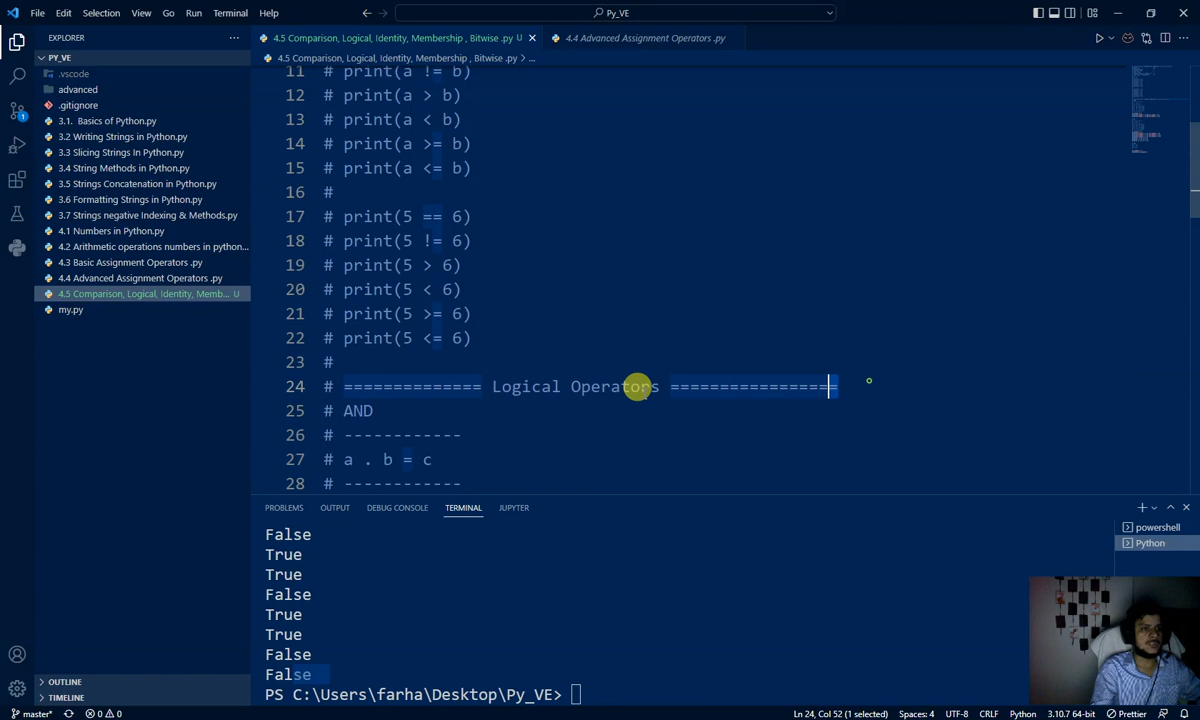 File Edit Selection View Go Run Terminal Help
Py_VE
EXPLORER
4.5 Comparison, Logical, Identity, Membership , Bitwise .py U
4.4 Advanced Assignment Operators .py
PY_VE
4.5 Comparison, Logical, Identity, Membership , Bitwise .py > ...
.vscode
advanced
.gitignore
3.1. Basics of Python.py
3.2 Writing Strings in Python.py
3.3 Slicing Strings In Python.py
3.4 String Methods in Python.py
3.5 Strings Concatenation in Python.py
3.6 Formatting Strings in Python.py
3.7 Strings negative Indexing & Methods.py
4.1 Numbers in Python.py
4.2 Arithmetic operations numbers in python...
4.3 Basic Assignment Operators .py
4.4 Advanced Assignment Operators .py
4.5 Comparison, Logical, Identity, Memb... U
my.py
1
11 # print(a != b)
12 # print(a > b)
13 # print(a < b)
14 # print(a >= b)
15 # print(a <= b)
16 #
17 # print(5 == 6)
18 # print(5 != 6)
19 # print(5 > 6)
20 # print(5 < 6)
21 # print(5 >= 6)
22 # print(5 <= 6)
23 #
24 # ============== Logical Operators =================
25 # AND
26 # ------------
27 # a . b = c
28 # ------------
PROBLEMS OUTPUT DEBUG CONSOLE TERMINAL JUPYTER
powershell
Python
False
True
True
False
True
True
False
False
PS C:\Users\farha\Desktop\Py_VE>
OUTLINE
TIMELINE
master* 0 0 Ln 24, Col 52 (1 selected) Spaces: 4 UTF-8 CRLF Python 3.10.7 64-bit Prettier